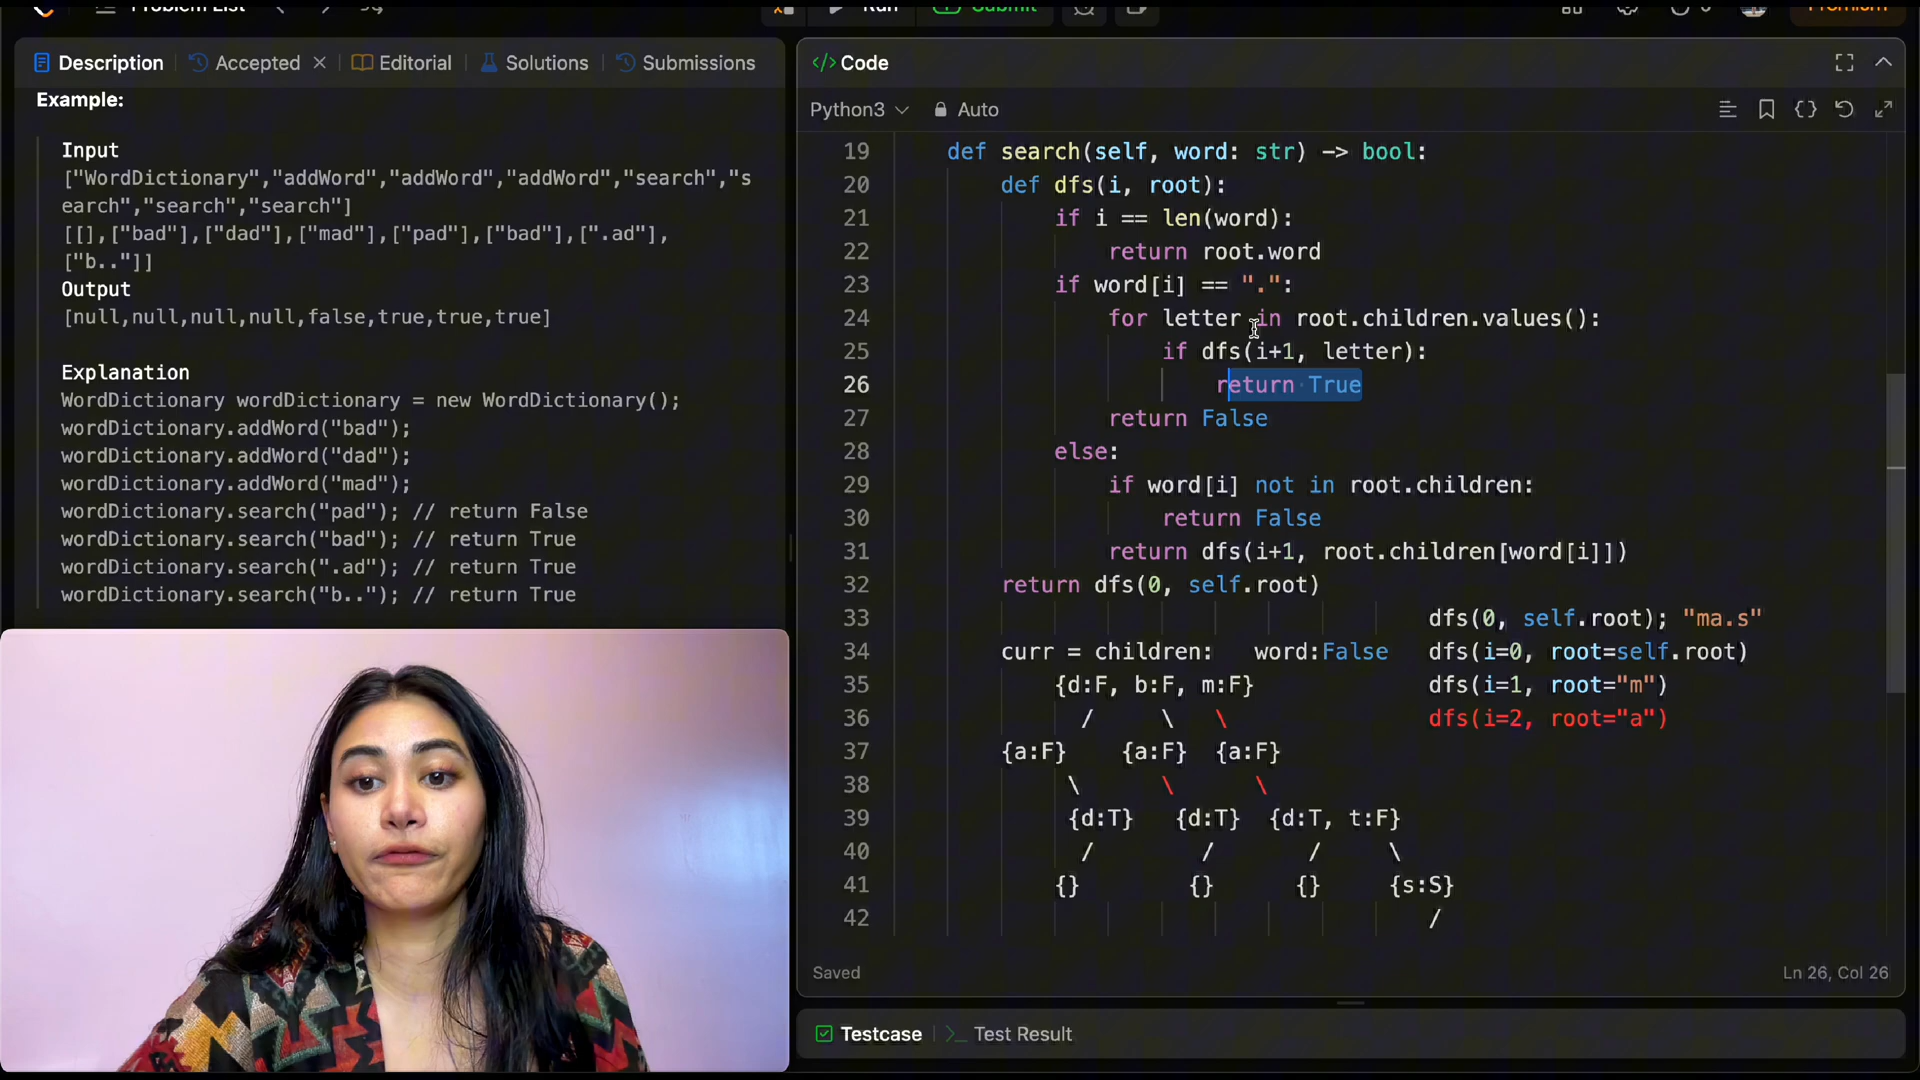 Problem List
Run
Submit
0
Premium
Description
Accepted
Editorial
Solutions
Submissions
Example:
Input
["WordDictionary","addWord","addWord","addWord","search","s
earch","search","search"]
[[],["bad"],["dad"],["mad"],["pad"],["bad"],[".ad"],
["b.."]]
Output
[null,null,null,null,false,true,true,true]
Explanation
WordDictionary wordDictionary = new WordDictionary();
wordDictionary.addWord("bad");
wordDictionary.addWord("dad");
wordDictionary.addWord("mad");
wordDictionary.search("pad"); // return False
wordDictionary.search("bad"); // return True
wordDictionary.search(".ad"); // return True
wordDictionary.search("b.."); // return True
</> Code
Python3
Auto
19 def search(self, word: str) -> bool:
20 def dfs(i, root):
21 if i == len(word):
22 return root.word
23 if word[i] == ".":
24 for letter in root.children.values():
25 if dfs(i+1, letter):
26 return True
27 return False
28 else:
29 if word[i] not in root.children:
30 return False
31 return dfs(i+1, root.children[word[i]])
32 return dfs(0, self.root)
33 dfs(0, self.root); "ma.s"
34 curr = children: word:False dfs(i=0, root=self.root)
35 {d:F, b:F, m:F} dfs(i=1, root="m")
36 / \ \ dfs(i=2, root="a")
37 {a:F} {a:F} {a:F}
38 \ \ \
39 {d:T} {d:T} {d:T, t:F}
40 / / / \
41 {} {} {} {s:S}
42 /
Saved
Ln 26, Col 26
Testcase
Test Result